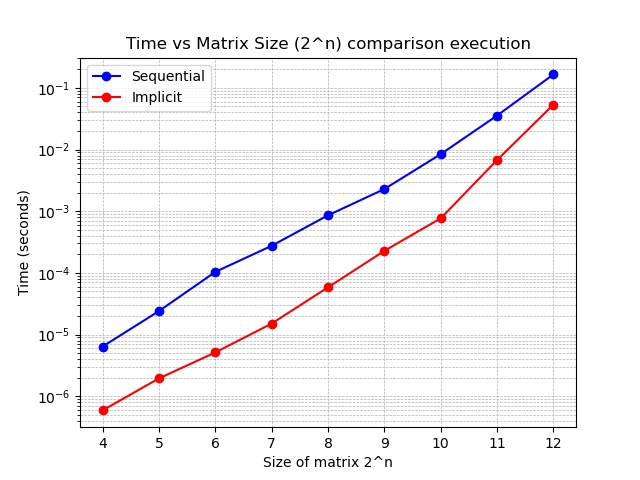 Time vs Matrix Size (2^n) comparison execution
Sequential
Implicit
10⁻¹
10⁻²
10⁻³
10⁻⁴
10⁻⁵
10⁻⁶
Time (seconds)
4 5 6 7 8 9 10 11 12
Size of matrix 2^n